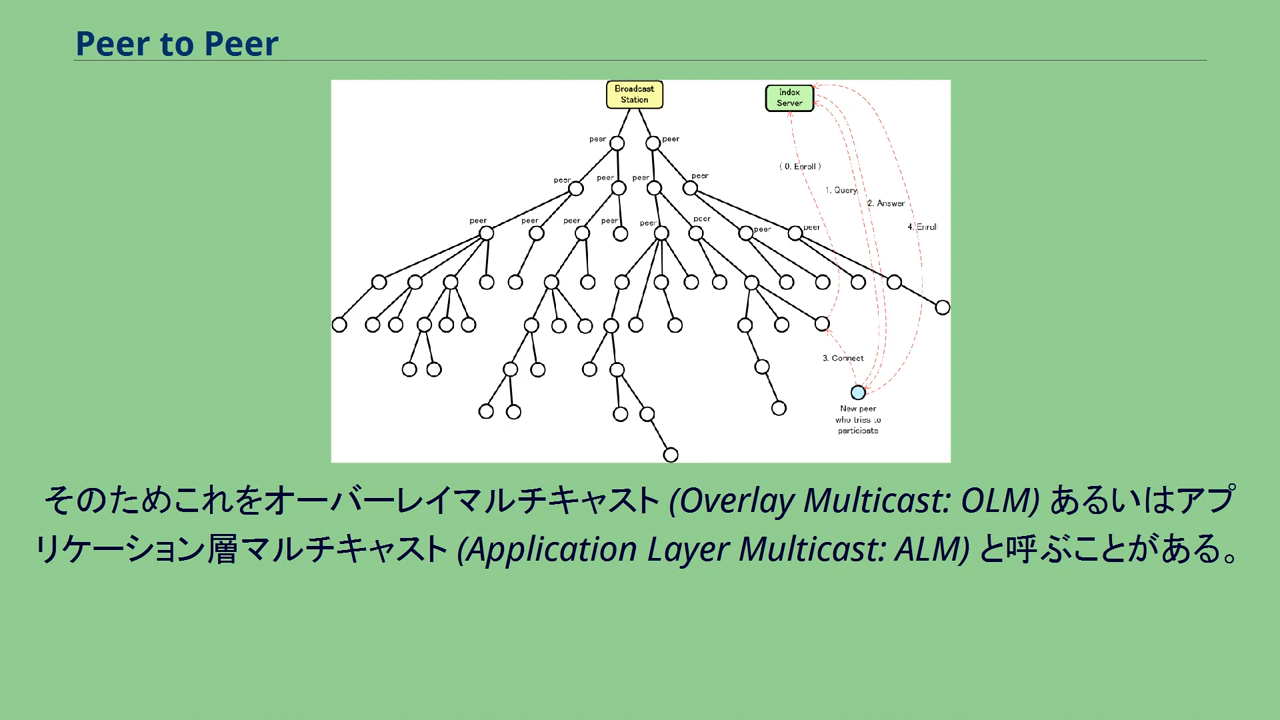 Peer to Peer
Broadcast
Station
Index
Server
peer
peer
( 0. Enroll )
peer
peer
peer
peer
1. Query
2. Answer
peer
peer
peer
peer
peer
peer
peer
peer
4. Enroll
3. Connect
New peer
who tries to
participate
そのためこれをオーバーレイマルチキャスト (Overlay Multicast: OLM) あるいはアプ
リケーション層マルチキャスト (Application Layer Multicast: ALM) と呼ぶことがある。